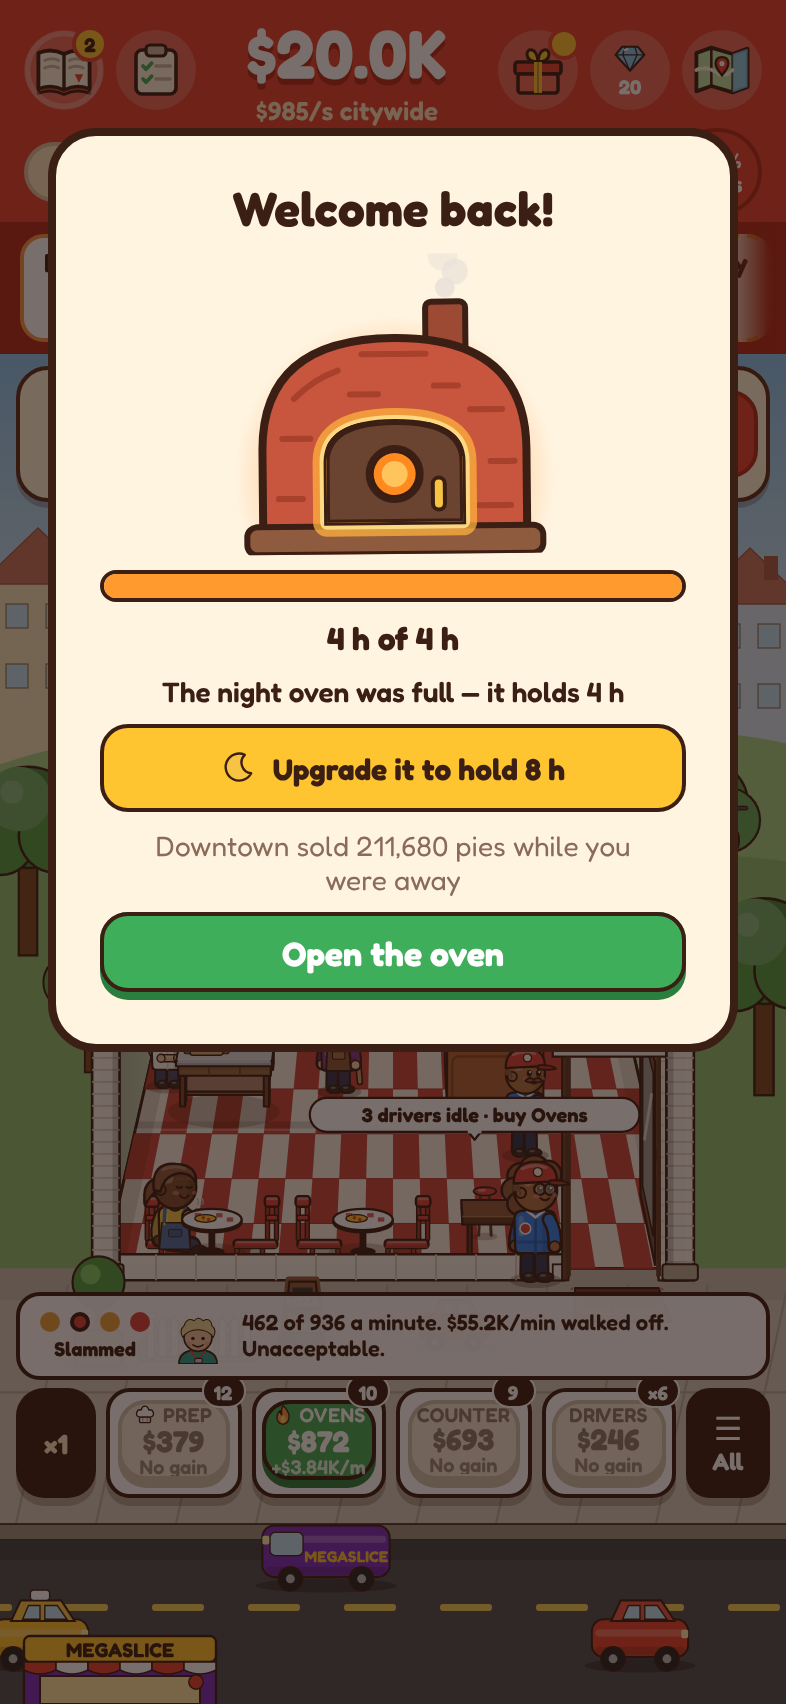 2
$20.0K
$985/s citywide
20
Welcome back!
4 h of 4 h
The night oven was full – it holds 4 h
Upgrade it to hold 8 h
Downtown sold 211,680 pies while you
were away
Open the oven
3 drivers idle · buy Ovens
462 of 936 a minute. $55.2K/min walked off.
Slammed
Unacceptable.
12
10
9
x6
x1
PREP
$379
No gain
OVENS
$872
+$3.84K/m
COUNTER
$693
No gain
DRIVERS
$246
No gain
All
MEGASLICE
MEGASLICE